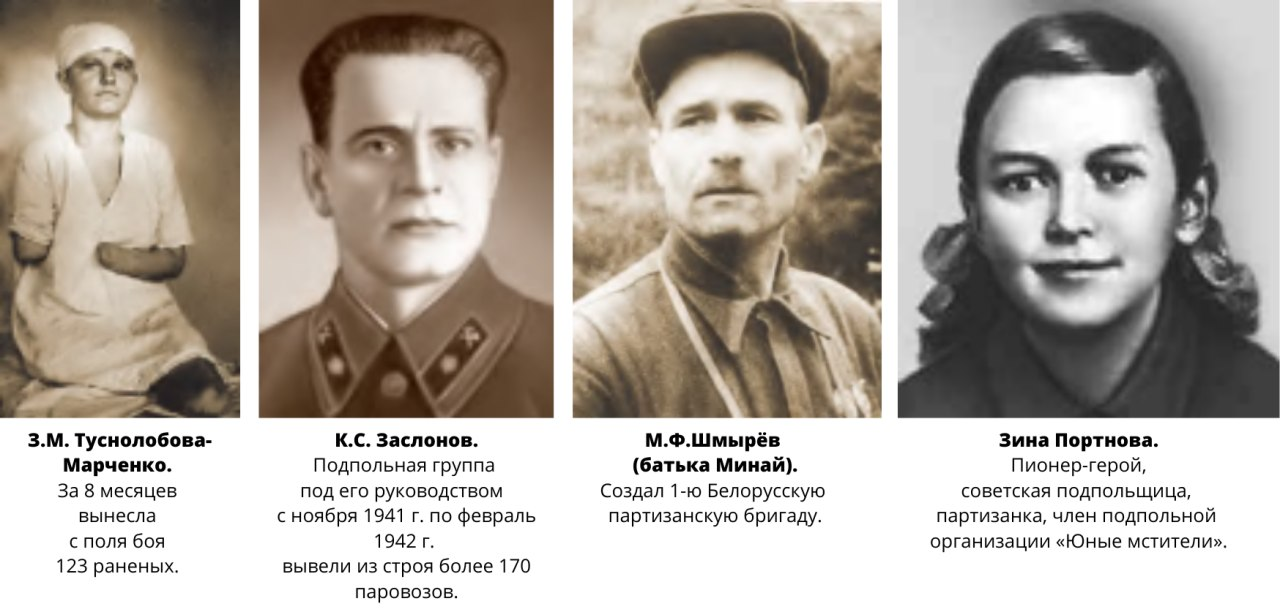 З.М. Туснолобова-
Марченко.
За 8 месяцев
вынесла
с поля боя
123 раненых.
К.С. Заслонов.
Подпольная группа
под его руководством
с ноября 1941 г. по февраль
1942 г.
вывели из строя более 170
паровозов.
М.Ф.Шмырёв
(батька Минай).
Создал 1-ю Белорусскую
партизанскую бригаду.
Зина Портнова.
Пионер-герой,
советская подпольщица,
партизанка, член подпольной
организации «Юные мстители».